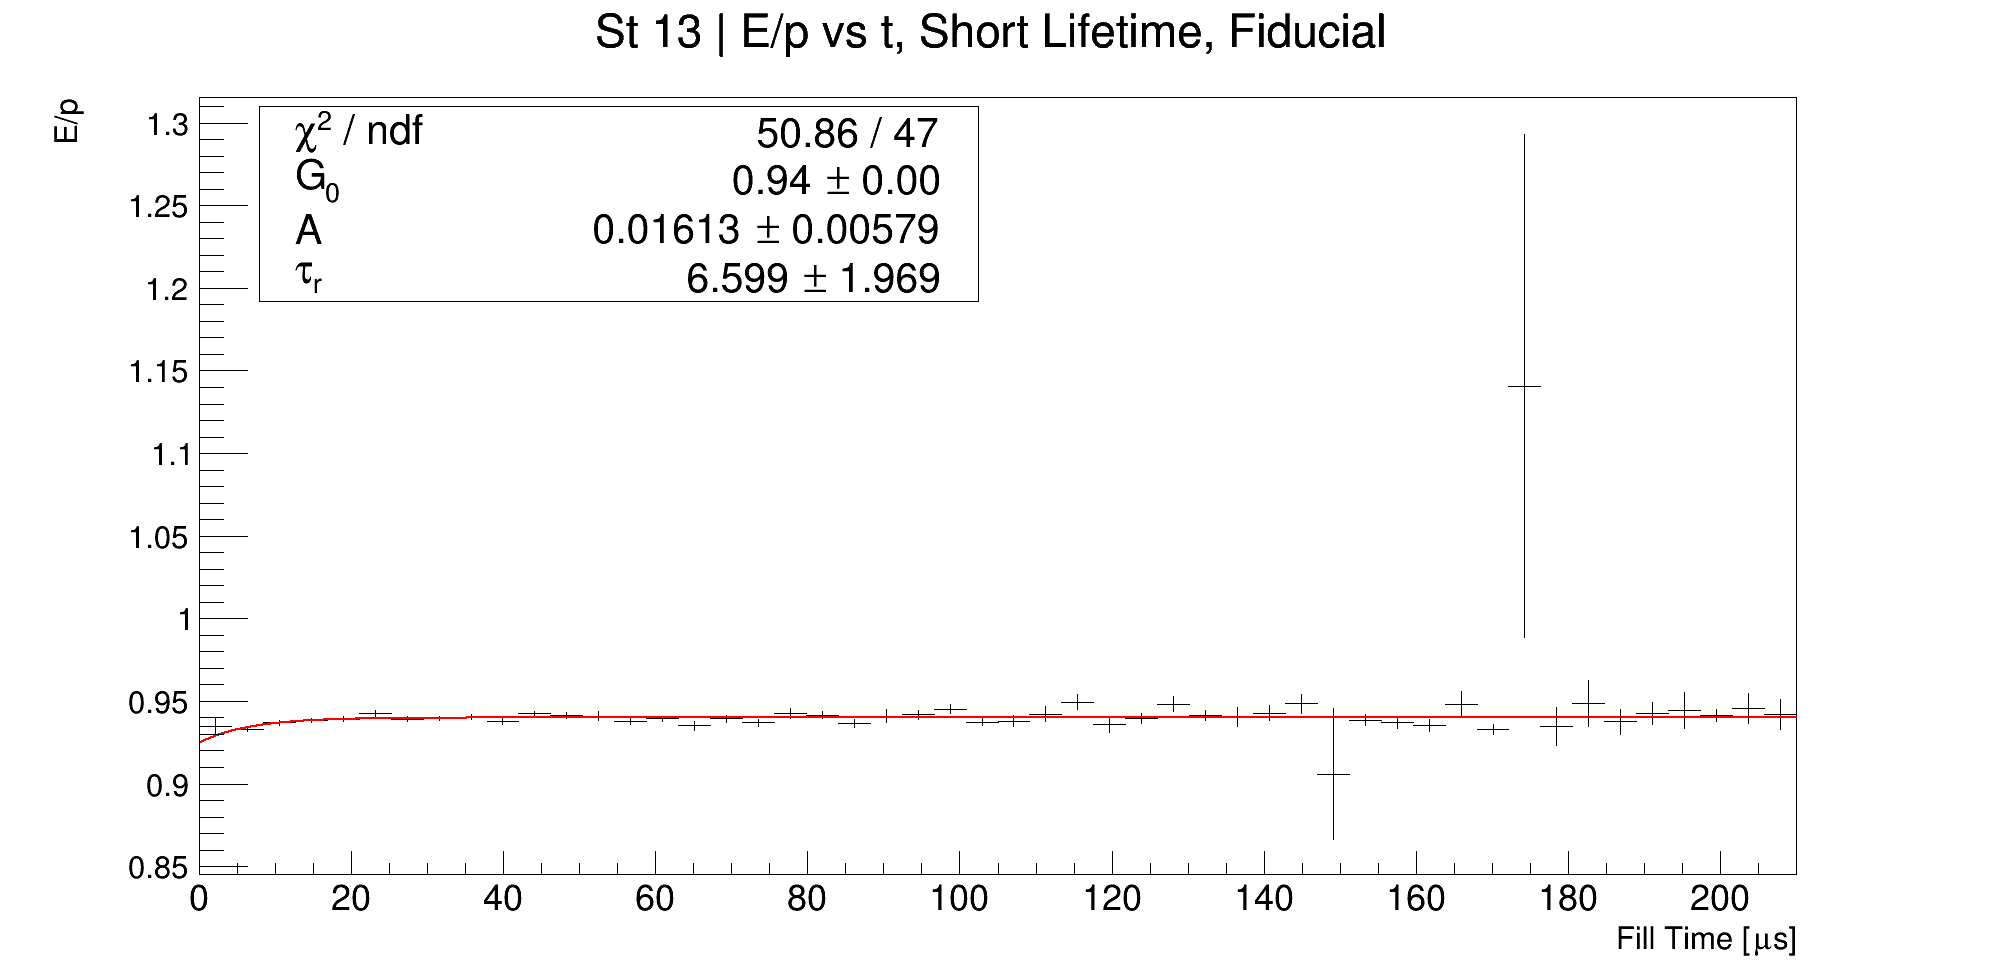 St 13 | E/p vs t, Short Lifetime, Fiducial
E/p
χ² / ndf 50.86 / 47
G₀ 0.94 ± 0.00
A 0.01613 ± 0.00579
τᵣ 6.599 ± 1.969
1.3
1.25
1.2
1.15
1.1
1.05
1
0.95
0.9
0.85
0 20 40 60 80 100 120 140 160 180 200
Fill Time [μs]